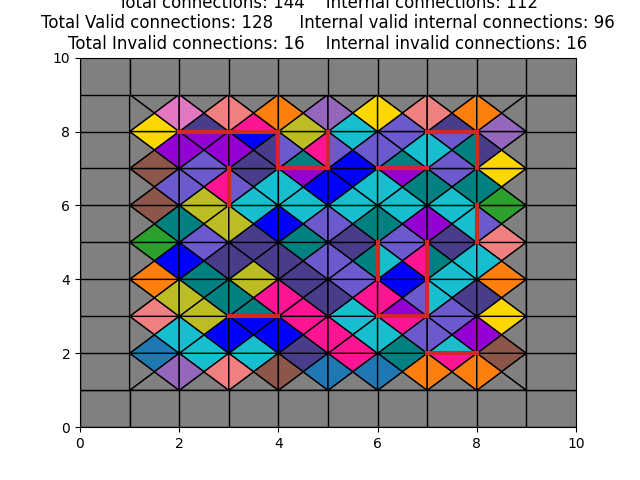 Total connections: 144    Internal connections: 112
Total Valid connections: 128    Internal valid internal connections: 96
Total Invalid connections: 16    Internal invalid connections: 16
10
8
6
4
2
0
0 2 4 6 8 10